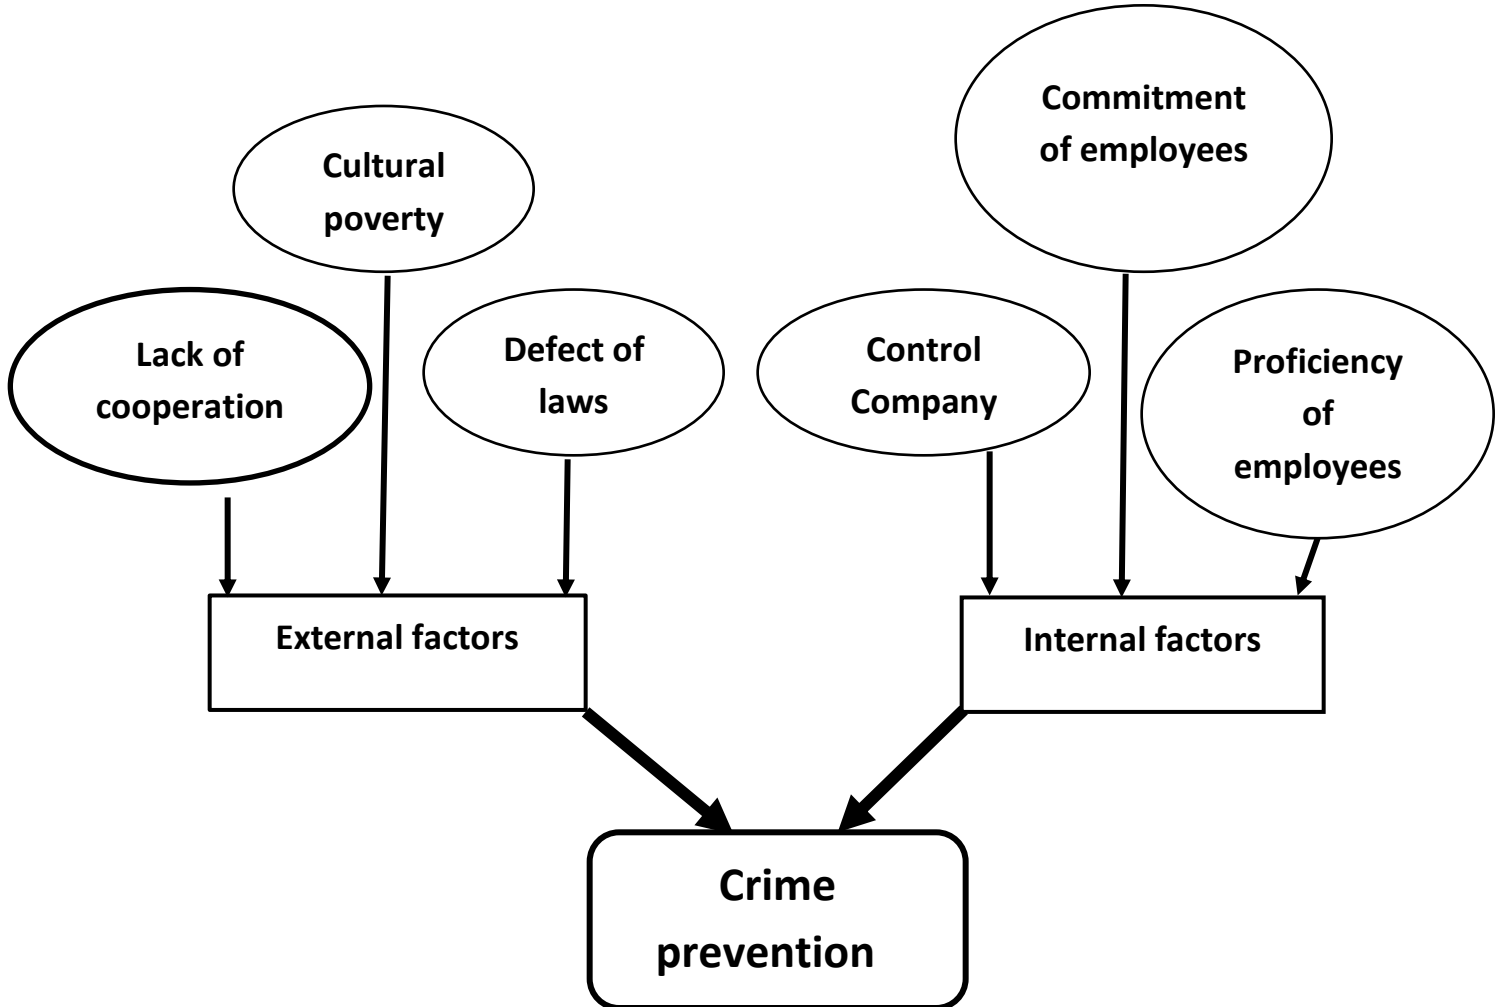 Commitment
of employees
Cultural
poverty
Lack of
cooperation
Defect of
laws
Control
Company
Proficiency
of
employees
External factors
Internal factors
Crime
prevention